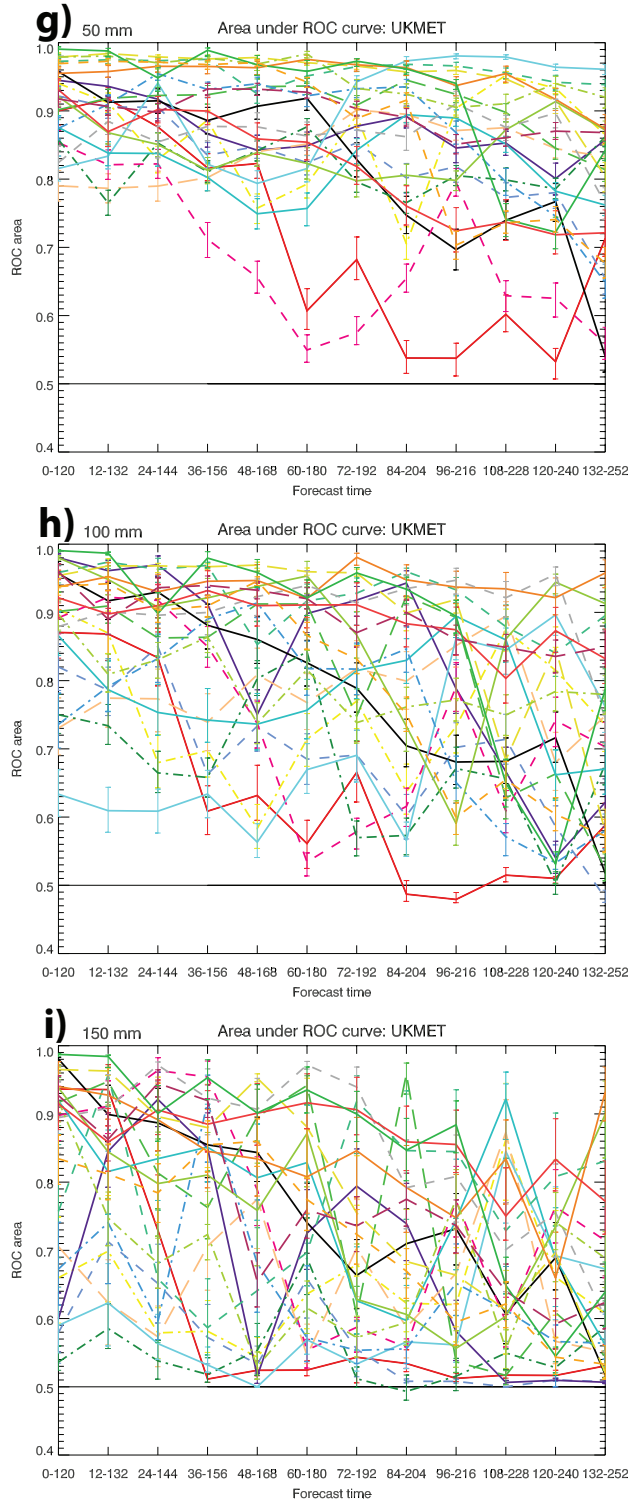 g) 50 mm Area under ROC curve: UKMET
1.0
0.9
0.8
0.7
0.6
0.5
0.4
ROC area
0-120 12-132 24-144 36-156 48-168 60-180 72-192 84-204 96-216 108-228 120-240 132-252
Forecast time
h) 100 mm Area under ROC curve: UKMET
1.0
0.9
0.8
0.7
0.6
0.5
0.4
ROC area
0-120 12-132 24-144 36-156 48-168 60-180 72-192 84-204 96-216 108-228 120-240 132-252
Forecast time
i) 150 mm Area under ROC curve: UKMET
1.0
0.9
0.8
0.7
0.6
0.5
0.4
ROC area
0-120 12-132 24-144 36-156 48-168 60-180 72-192 84-204 96-216 108-228 120-240 132-252
Forecast time